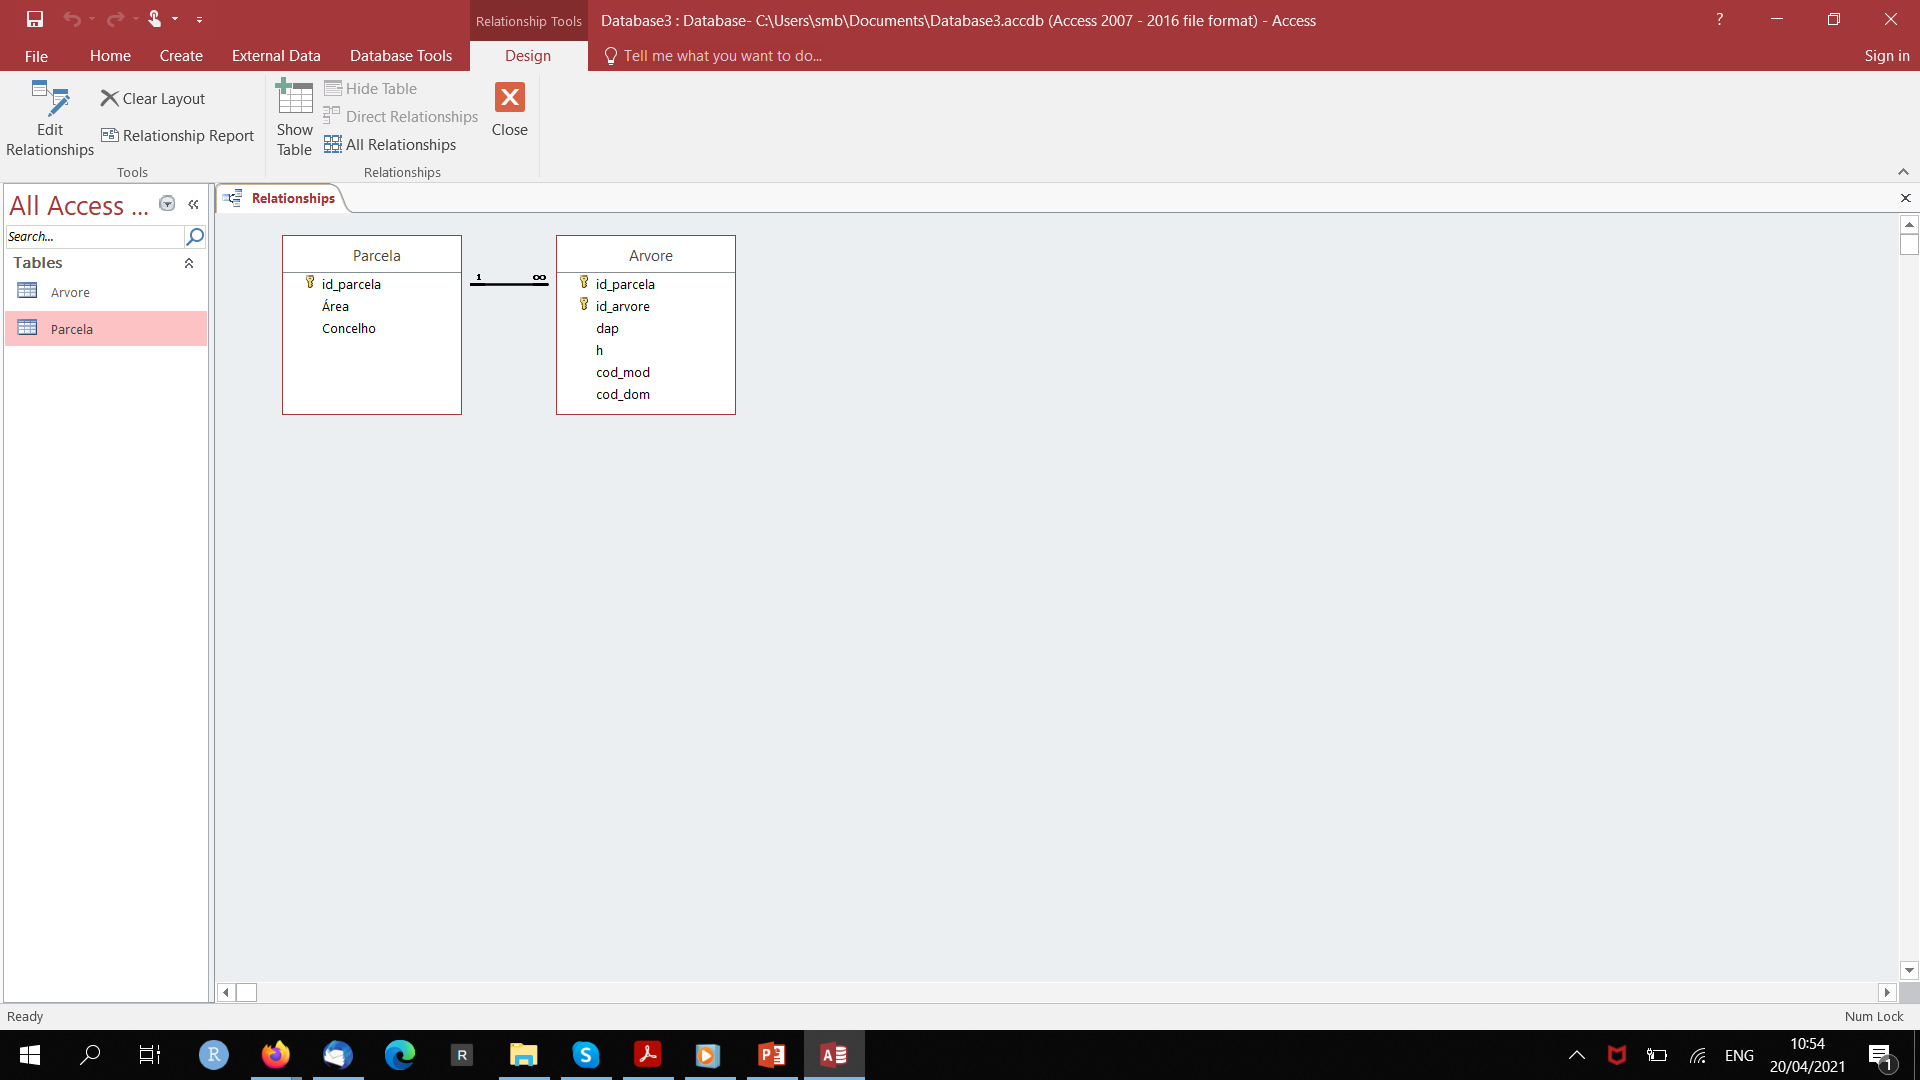 Relationship Tools
Database3 : Database- C:\Users\smb\Documents\Database3.accdb (Access 2007 - 2016 file format) - Access
?
File
Home
Create
External Data
Database Tools
Design
Tell me what you want to do...
Sign in
Edit
Relationships
Clear Layout
Relationship Report
Tools
Show
Table
Hide Table
Direct Relationships
All Relationships
Relationships
Close
All Access ...
Search...
Tables
Arvore
Parcela
Relationships
Parcela
id_parcela
Área
Concelho
1
∞
Arvore
id_parcela
id_arvore
dap
h
cod_mod
cod_dom
Ready
Num Lock
ENG
10:54
20/04/2021
1